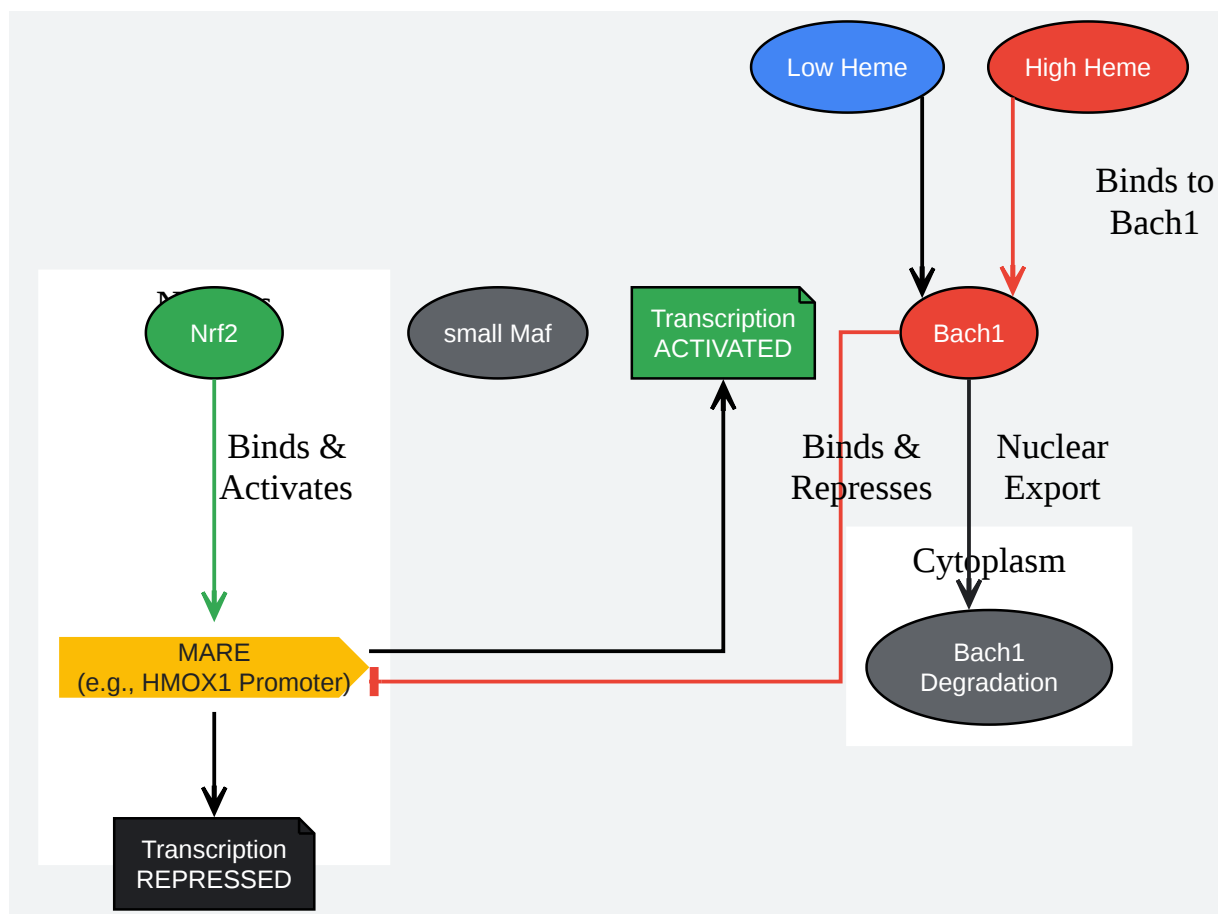 Low Heme
High Heme
Binds to
Bach1
Nrf2
small Maf
Transcription
ACTIVATED
Bach1
Binds &
Activates
Binds &
Represses
Nuclear
Export
Cytoplasm
MARE
(e.g., HMOX1 Promoter)
Bach1
Degradation
Transcription
REPRESSED